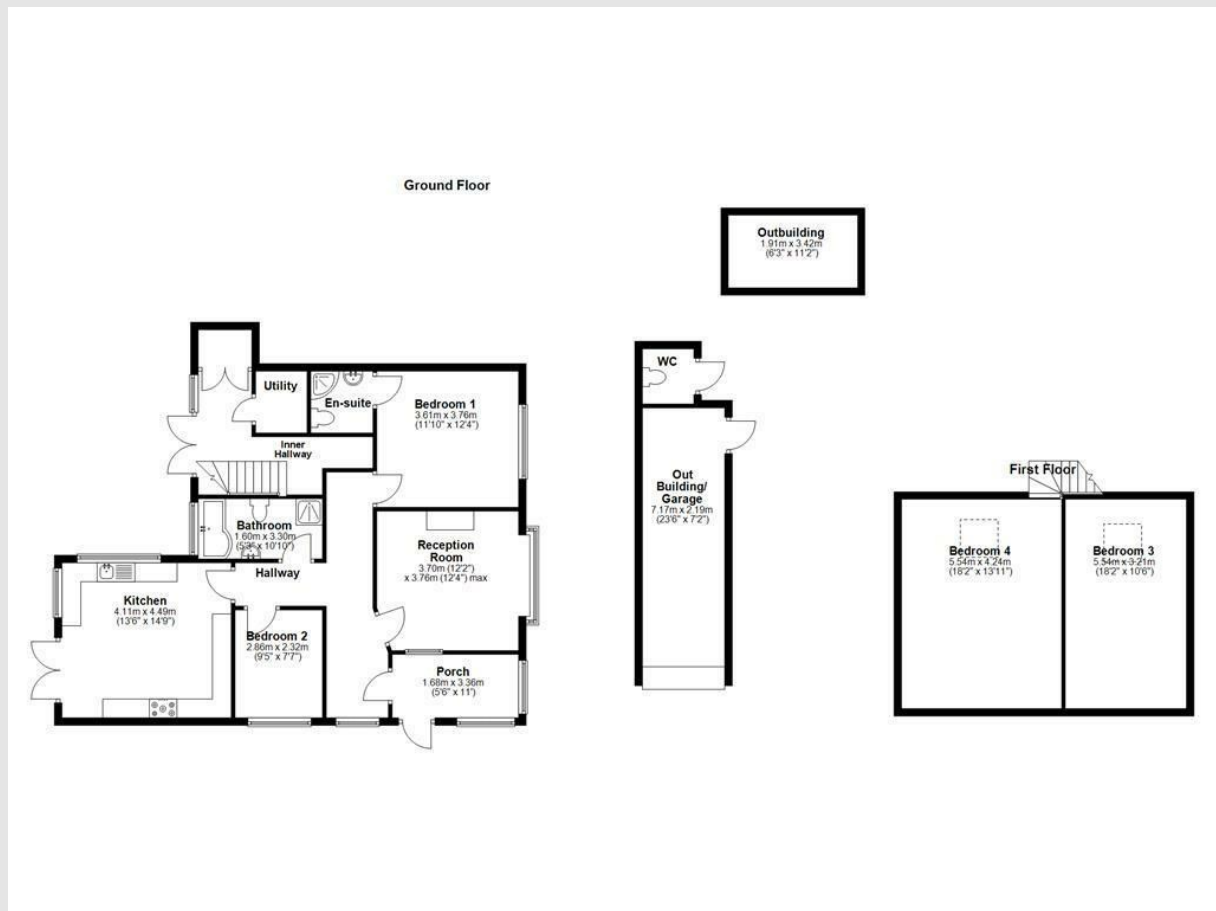 Ground Floor
Outbuilding
1.91m x 3.42m
(6'3" x 11'2")
WC
Utility
En-suite
Bedroom 1
3.61m x 3.76m
(11'10" x 12'4")
Inner
Hallway
Out
Building/
Garage
7.17m x 2.19m
(23'6" x 7'2")
First Floor
Bathroom
1.60m x 3.30m
(5'3" x 10'10")
Reception
Room
3.70m (12'2")
x 3.76m (12'4") max
Hallway
Bedroom 4
5.54m x 4.24m
(18'2" x 13'11")
Bedroom 3
5.54m x 3.21m
(18'2" x 10'6")
Kitchen
4.11m x 4.49m
(13'6" x 14'9")
Bedroom 2
2.86m x 2.32m
(9'5" x 7'7")
Porch
1.68m x 3.36m
(5'6" x 11')